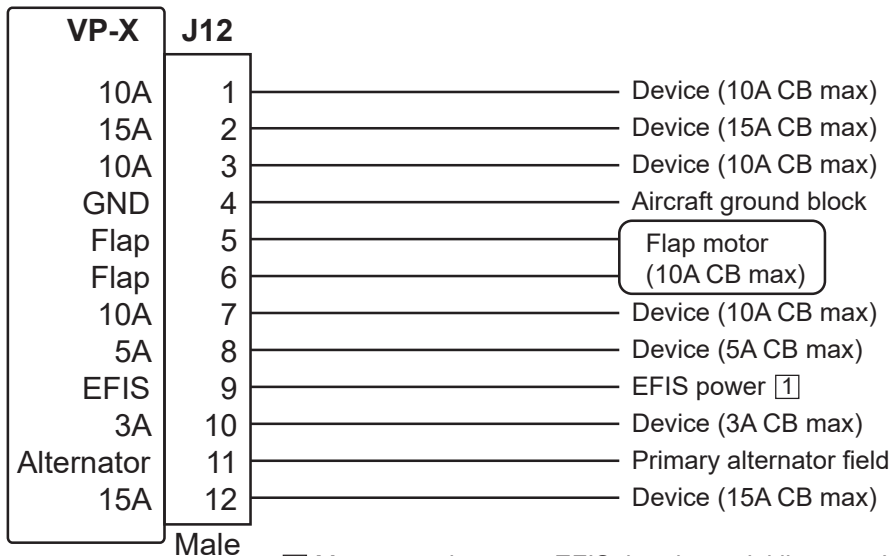 VP-X J12
10A 1 Device (10A CB max)
15A 2 Device (15A CB max)
10A 3 Device (10A CB max)
GND 4 Aircraft ground block
Flap 5 Flap motor
Flap 6 (10A CB max)
10A 7 Device (10A CB max)
5A 8 Device (5A CB max)
EFIS 9 EFIS power 1
3A 10 Device (3A CB max)
Alternator 11 Primary alternator field
15A 12 Device (15A CB max)
Male